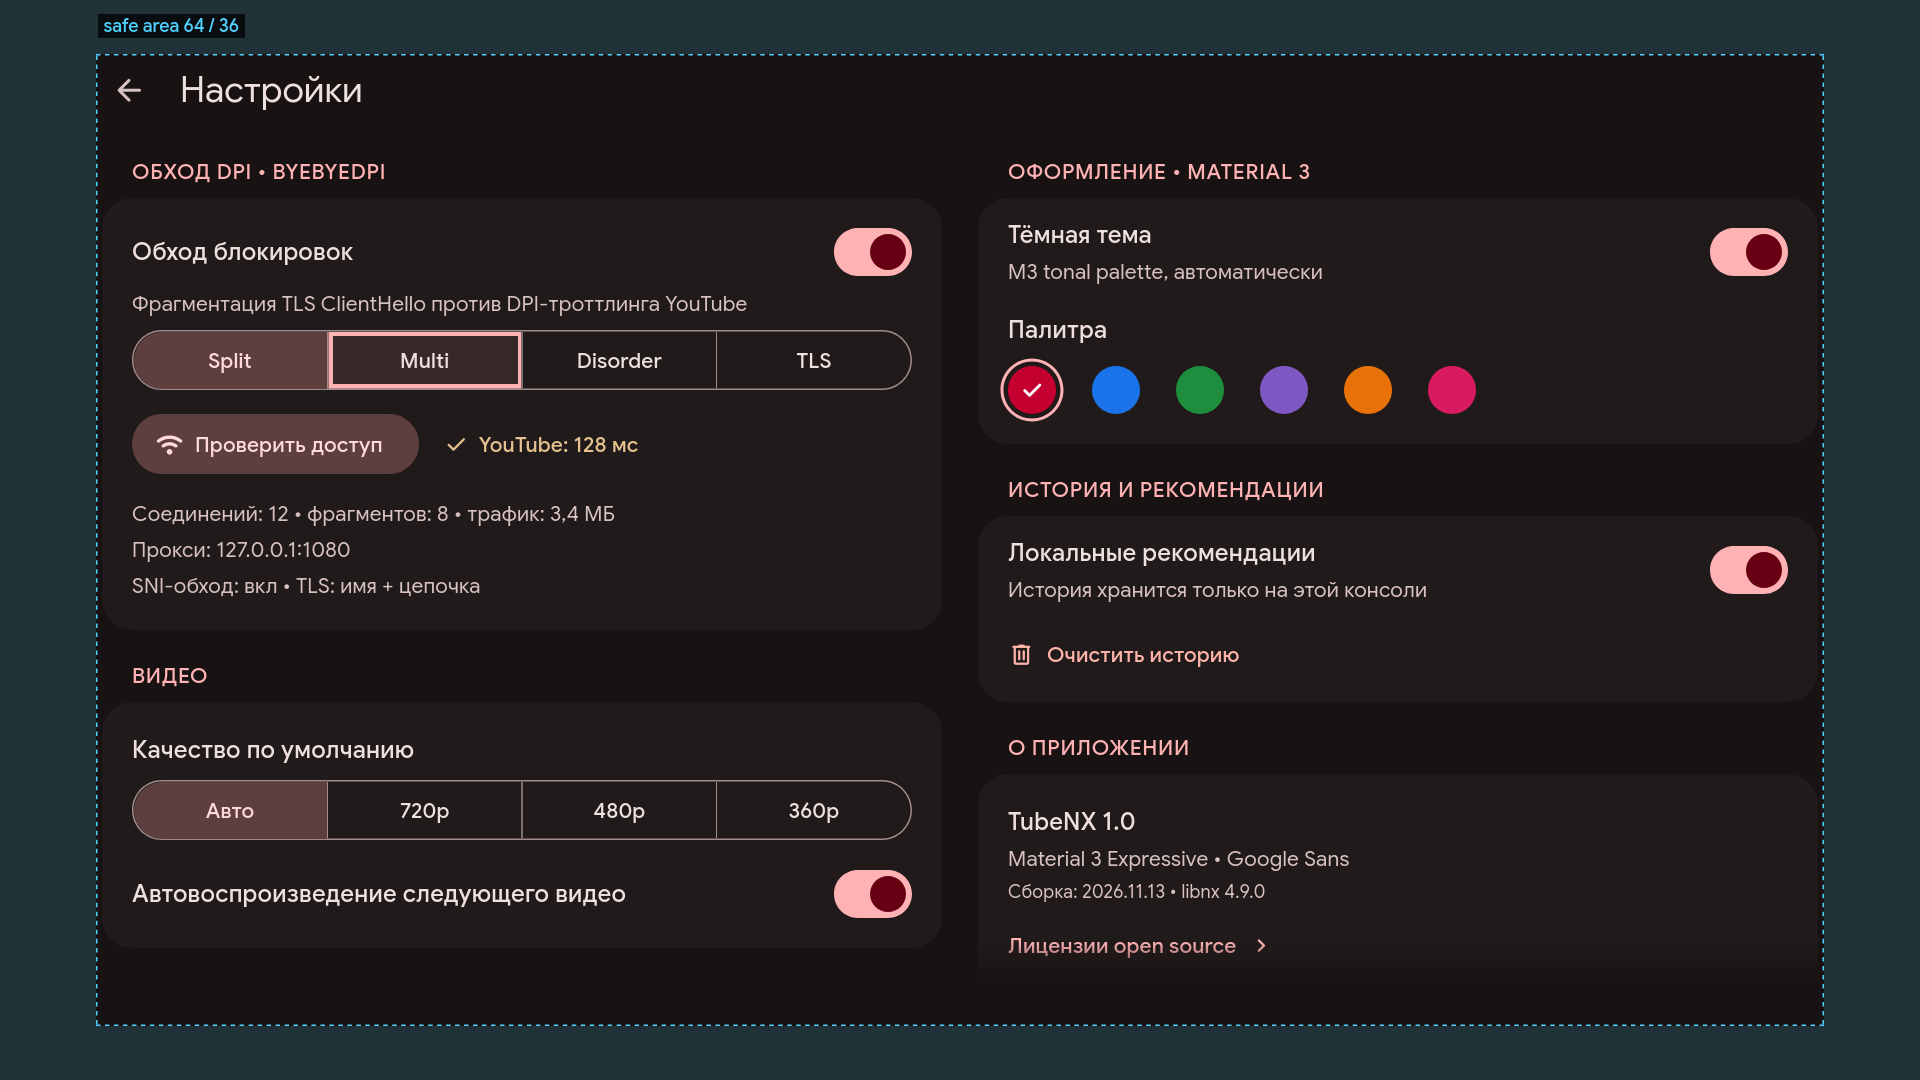 safe area 64 / 36
Настройки
ОБХОД DPI • BYEBYEDPI
Обход блокировок
Фрагментация TLS ClientHello против DPI-троттлинга YouTube
Split
Multi
Disorder
TLS
Проверить доступ
YouTube: 128 мс
Соединений: 12 • фрагментов: 8 • трафик: 3,4 МБ
Прокси: 127.0.0.1:1080
SNI-обход: вкл • TLS: имя + цепочка
ВИДЕО
Качество по умолчанию
Авто
720p
480p
360p
Автовоспроизведение следующего видео
ОФОРМЛЕНИЕ • MATERIAL 3
Тёмная тема
M3 tonal palette, автоматически
Палитра
ИСТОРИЯ И РЕКОМЕНДАЦИИ
Локальные рекомендации
История хранится только на этой консоли
Очистить историю
О ПРИЛОЖЕНИИ
TubeNX 1.0
Material 3 Expressive • Google Sans
Сборка: 2026.11.13 • libnx 4.9.0
Лицензии open source